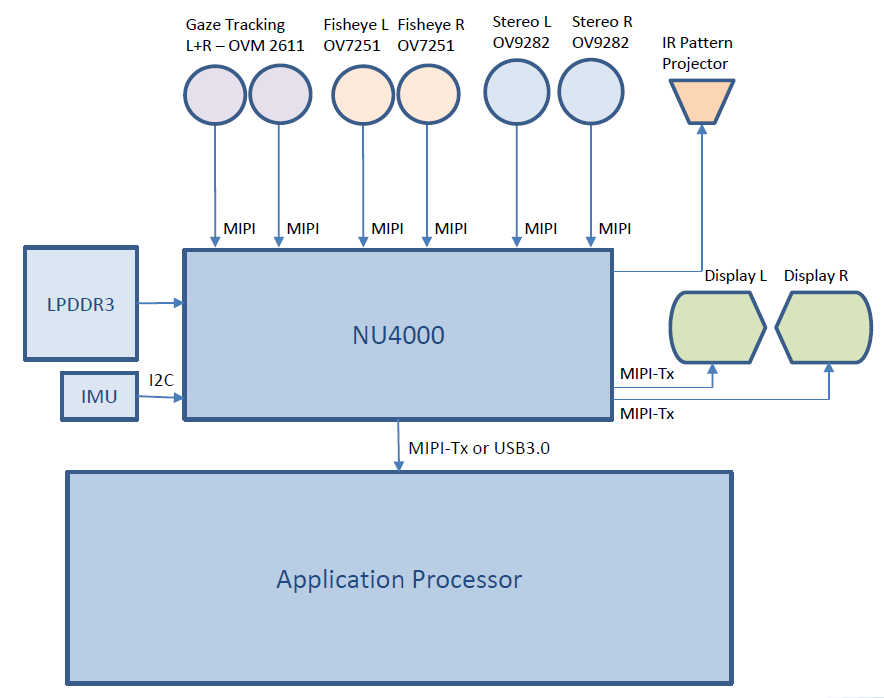 Gaze Tracking
L+R – OVM 2611
Fisheye L
OV7251
Fisheye R
OV7251
Stereo L
OV9282
Stereo R
OV9282
IR Pattern
Projector
MIPI
MIPI
MIPI
MIPI
MIPI
MIPI
LPDDR3
NU4000
Display L
Display R
IMU
I2C
MIPI-Tx
MIPI-Tx
MIPI-Tx or USB3.0
Application Processor